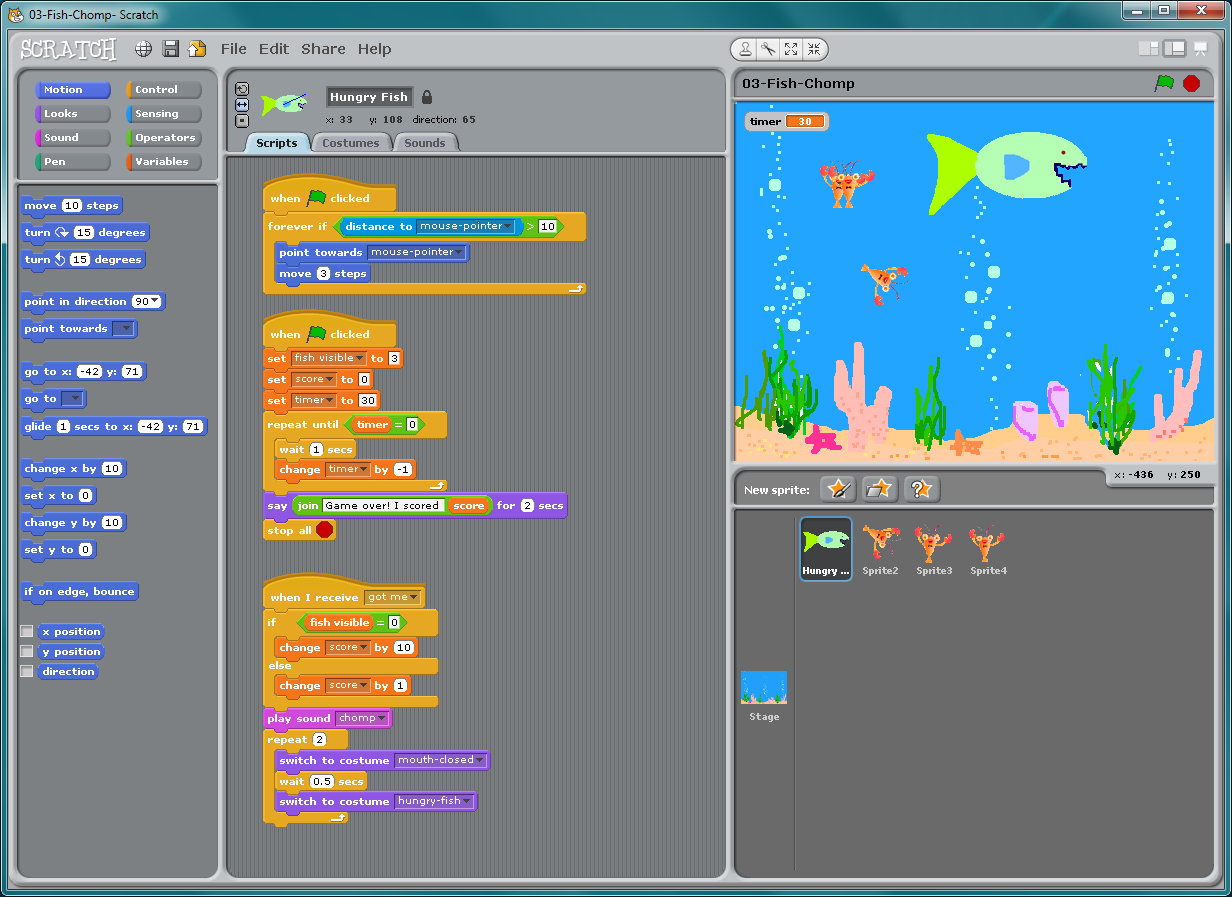 03-Fish-Chomp- Scratch
SCRATCH File Edit Share Help
Motion Control
Looks Sensing
Sound Operators
Pen Variables
move 10 steps
turn 15 degrees
turn 15 degrees
point in direction 90
point towards
go to x: -42 y: 71
go to
glide 1 secs to x: -42 y: 71
change x by 10
set x to 0
change y by 10
set y to 0
if on edge, bounce
x position
y position
direction
Hungry Fish
x: 33 y: 108 direction: 65
Scripts Costumes Sounds
when clicked
forever if distance to mouse-pointer > 10
point towards mouse-pointer
move 3 steps
when clicked
set fish visible to 3
set score to 0
set timer to 30
repeat until timer = 0
wait 1 secs
change timer by -1
say join Game over! I scored score for 2 secs
stop all
when I receive got me
if fish visible = 0
change score by 10
else
change score by 1
play sound chomp
repeat 2
switch to costume mouth-closed
wait 0.5 secs
switch to costume hungry-fish
03-Fish-Chomp
timer 30
x: -436 y: 250
New sprite:
Hungry ... Sprite2 Sprite3 Sprite4
Stage